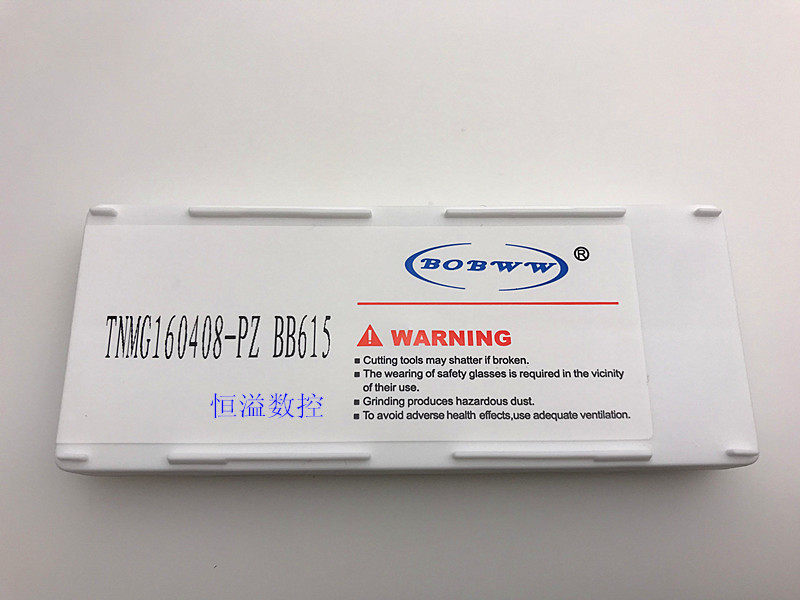 BOBWW®
TNMG160408-PZ BB615
WARNING
■ Cutting tools may shatter if broken.
■ The wearing of safety glasses is required in the vicinity
of their use.
■ Grinding produces hazardous dust.
■ To avoid adverse health effects,use adequate ventilation.
恒溢数控